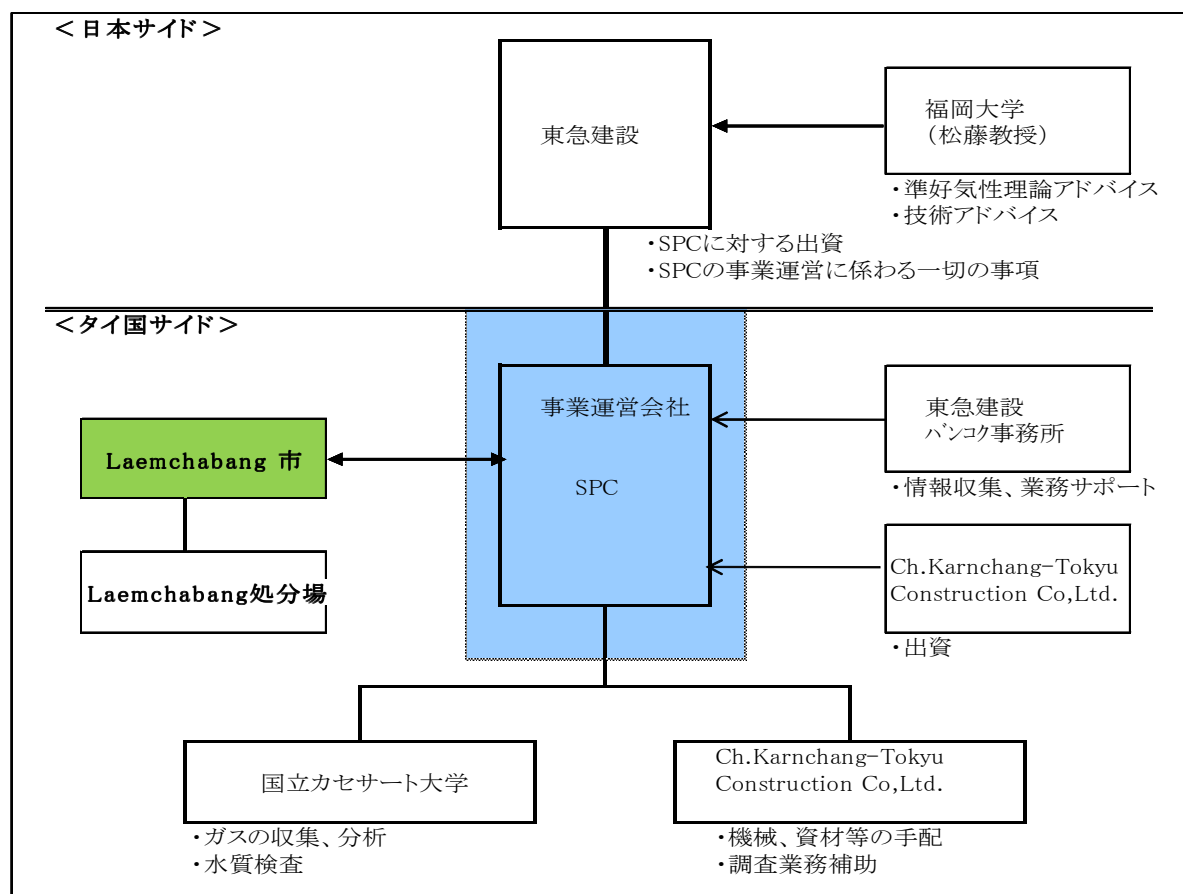 ＜日本サイド＞
東急建設
福岡大学
（松藤教授）
・準好気性理論アドバイス
・技術アドバイス
・SPCに対する出資
・SPCの事業運営に係わる一切の事項
＜タイ国サイド＞
事業運営会社
SPC
東急建設
ﾊﾞﾝｺｸ事務所
・情報収集、業務サポート
Laemchabang 市
Laemchabang処分場
Ch.Karnchang-Tokyu
Construction Co,Ltd.
・出資
国立カセサート大学
・ガスの収集、分析
・水質検査
Ch.Karnchang-Tokyu
Construction Co,Ltd.
・機械、資材等の手配
・調査業務補助